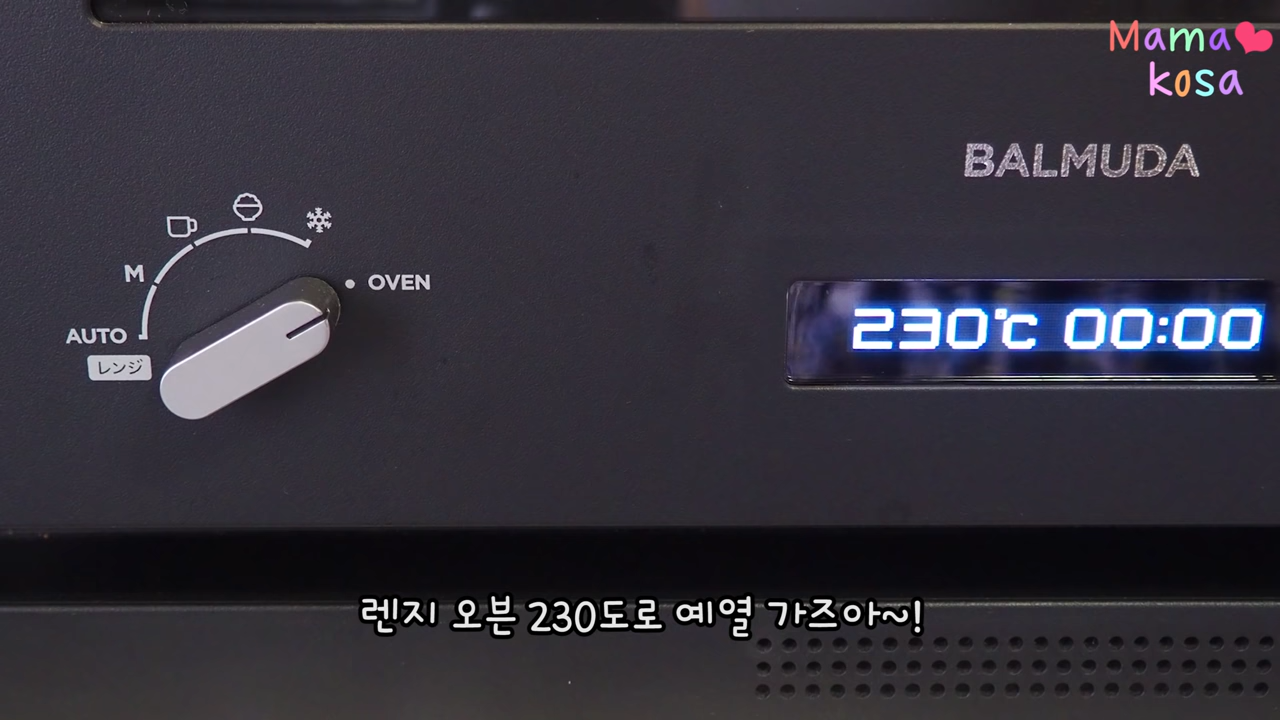 Mama
kosa
BALMUDA
M
OVEN
AUTO
レンジ
230℃ 00:00
렌지 오븐 230도로 예열 가즈아~!